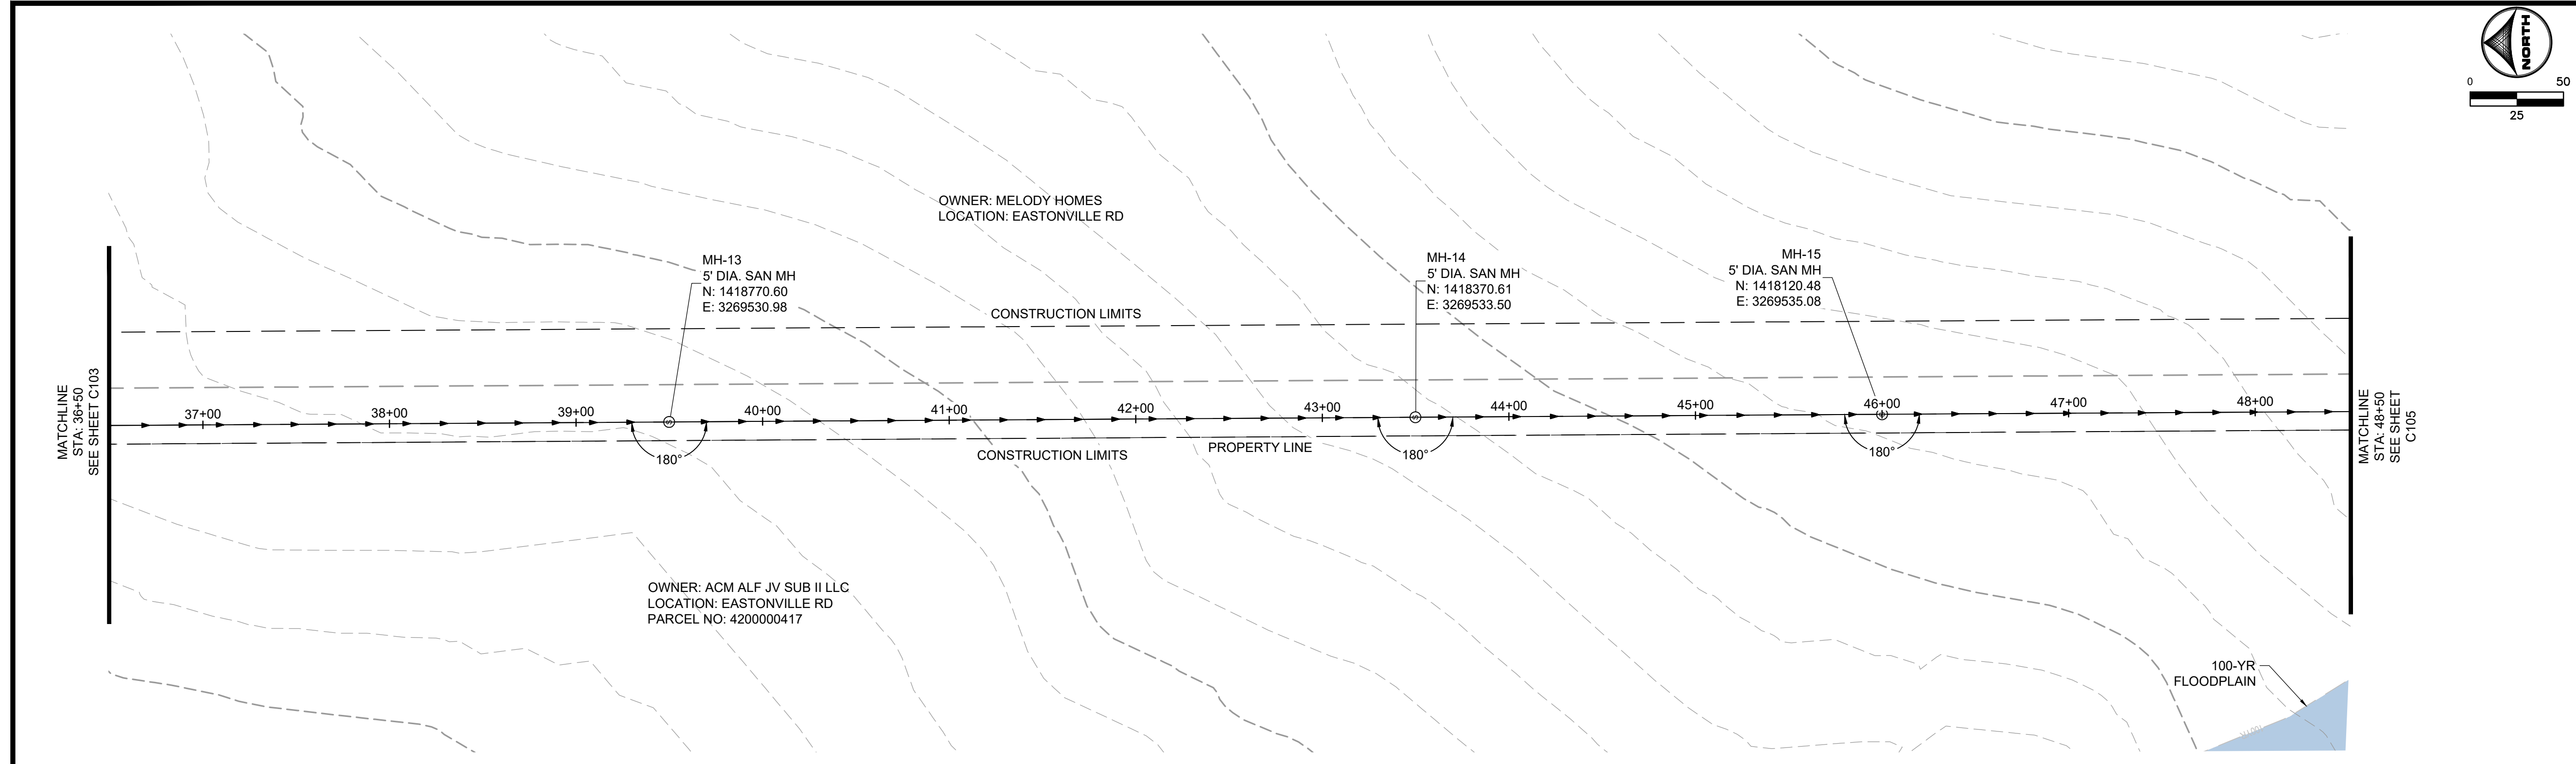 NORTH
0 50
25
OWNER: MELODY HOMES
LOCATION: EASTONVILLE RD
MH-13
5' DIA. SAN MH
N: 1418770.60
E: 3269530.98
MH-14
5' DIA. SAN MH
N: 1418370.61
E: 3269533.50
MH-15
5' DIA. SAN MH
N: 1418120.48
E: 3269535.08
CONSTRUCTION LIMITS
MATCHLINE
STA: 36+50
SEE SHEET C103
37+00 38+00 39+00 40+00 41+00 42+00 43+00 44+00 45+00 46+00 47+00 48+00
S S
MATCHLINE
STA: 48+50
SEE SHEET
C105
180° 180° 180°
CONSTRUCTION LIMITS
PROPERTY LINE
OWNER: ACM ALF JV SUB II LLC
LOCATION: EASTONVILLE RD
PARCEL NO: 4200000417
100-YR
FLOODPLAIN